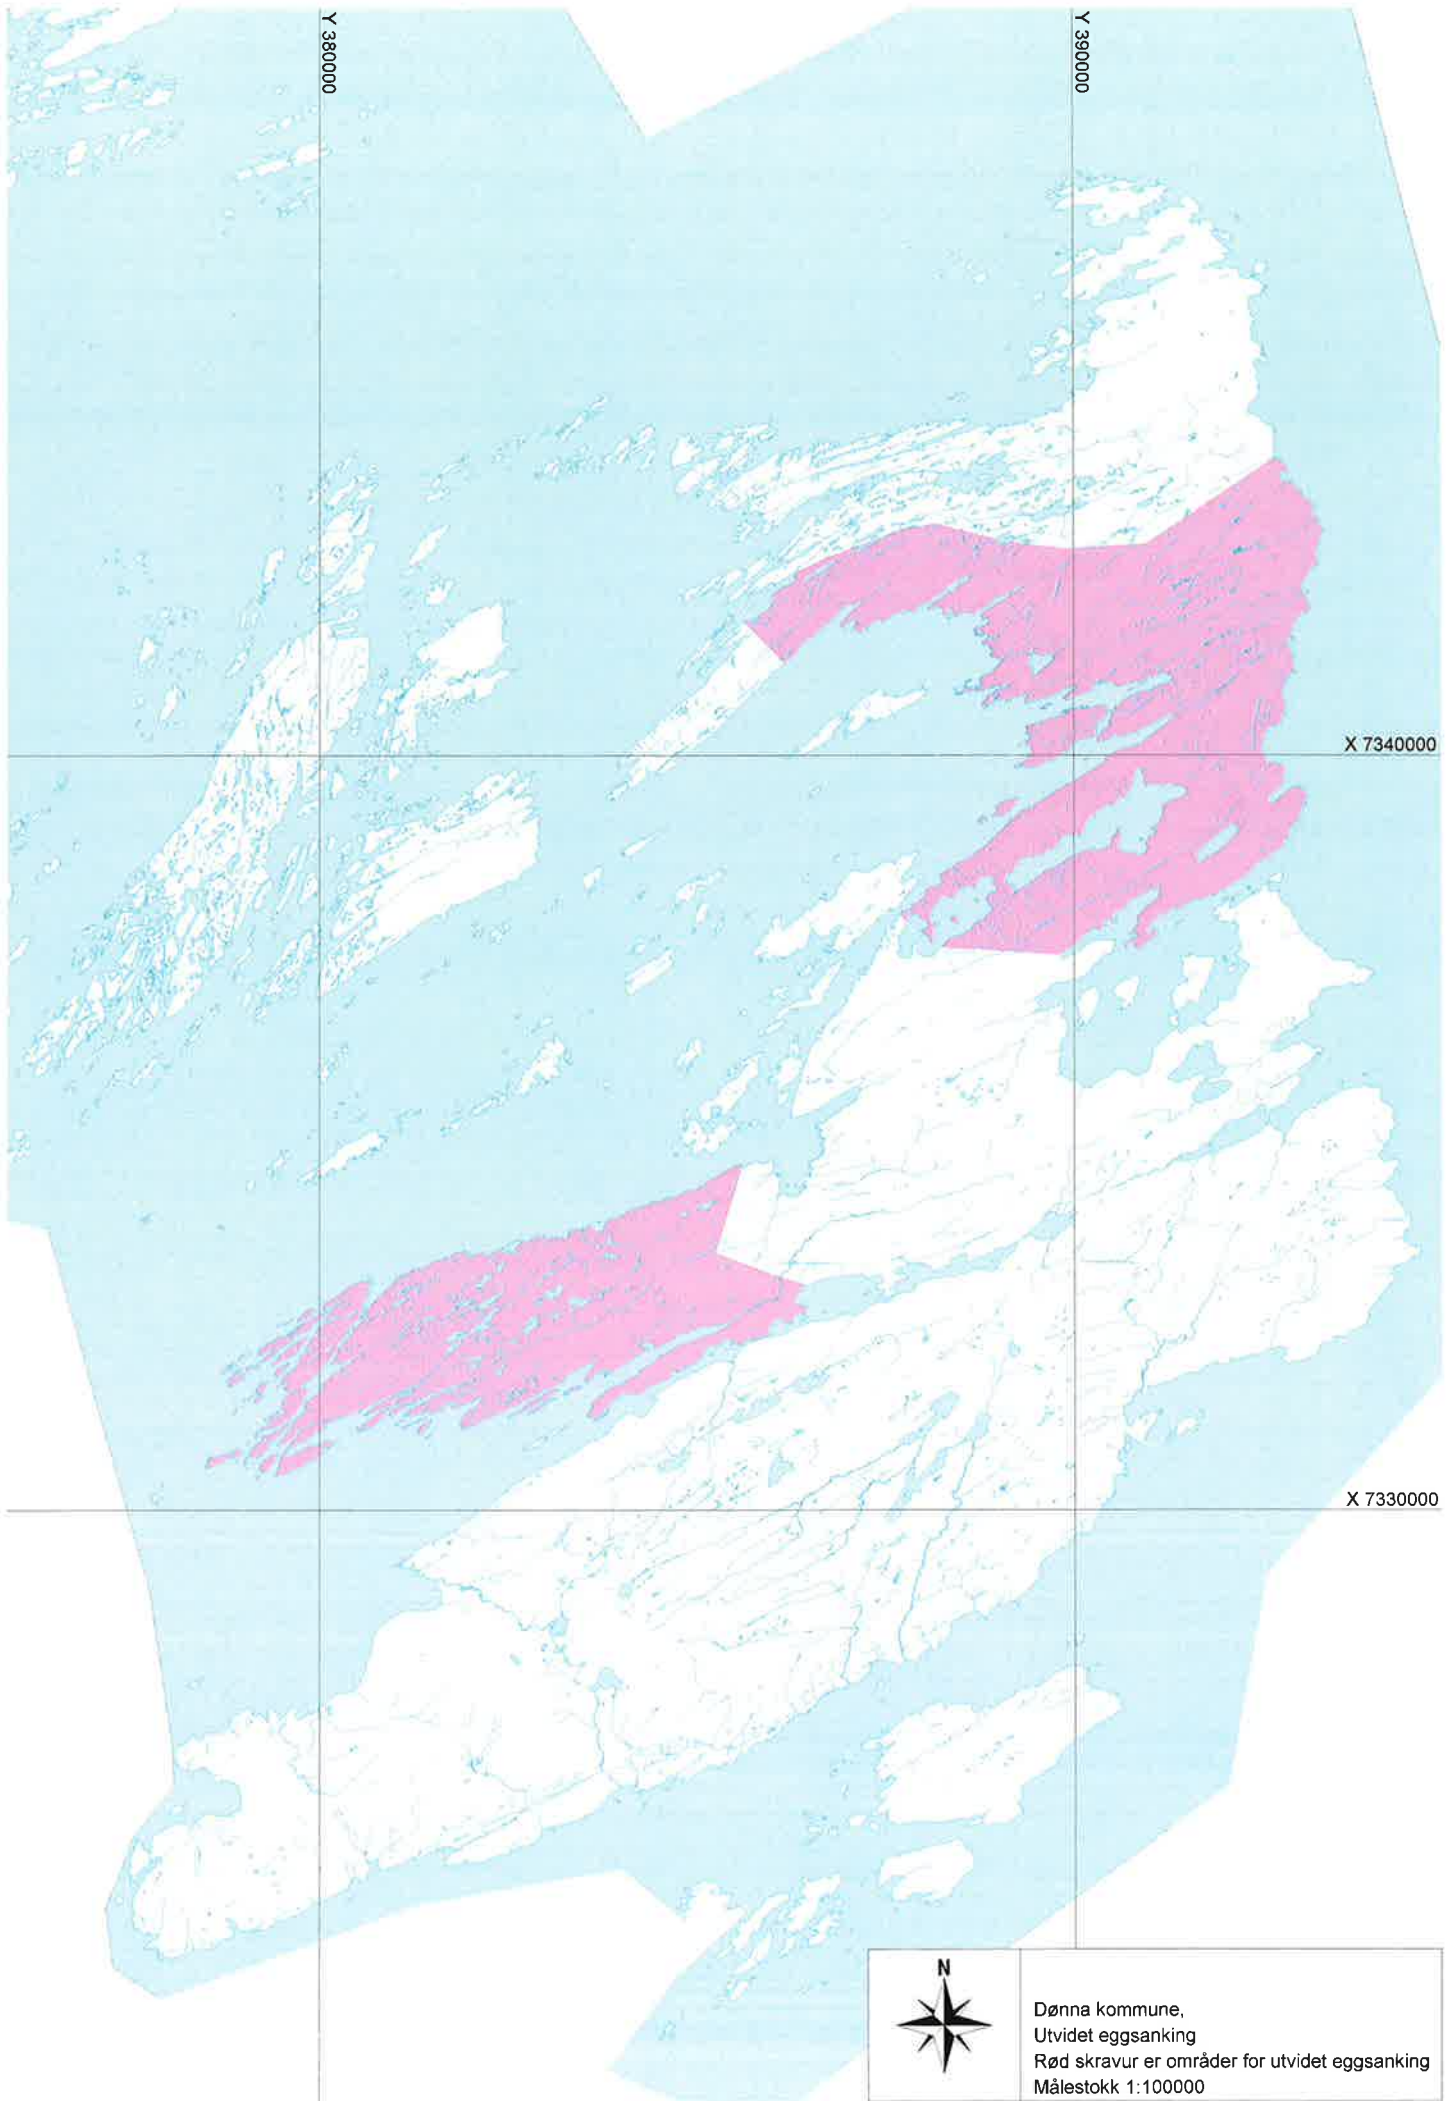 Y 380000
Y 390000
X 7340000
X 7330000
N
Dønna kommune,
Utvidet eggsanking
Rød skravur er områder for utvidet eggsanking
Målestokk 1:100000